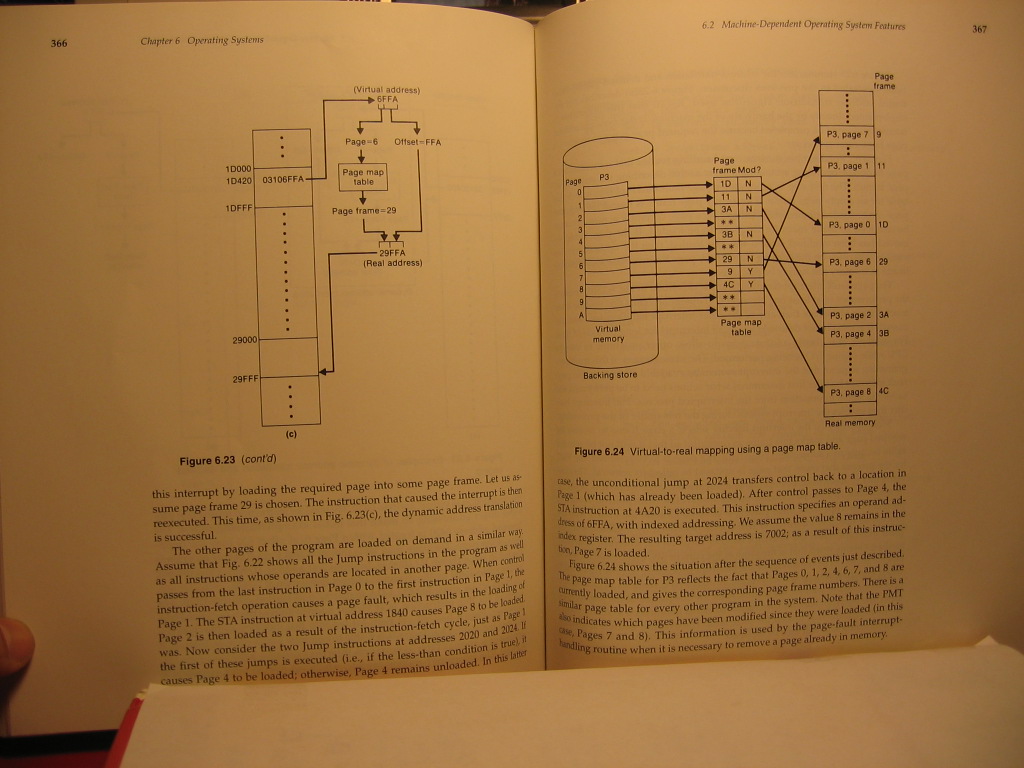 366
Chapter 6 Operating Systems
(Virtual address)
6FFA
Page=6
Offset=FFA
1D000
1D420
03106FFA
Page map
table
1DFFF
Page frame=29
29FFA
(Real address)
29000
29FFF
(c)
Figure 6.23 (cont'd)
this interrupt by loading the required page into some page frame. Let us as-
sume page frame 29 is chosen. The instruction that caused the interrupt is then
reexecuted. This time, as shown in Fig. 6.23(c), the dynamic address translation
is successful.
The other pages of the program are loaded on demand in a similar way.
Assume that Fig. 6.22 shows all the Jump instructions in the program as well
as all instructions whose operands are located in another page. When control
passes from the last instruction in Page 0 to the first instruction in Page 1, the
instruction-fetch operation causes a page fault, which results in the loading of
Page 1. The STA instruction at virtual address 1840 causes Page 8 to be loaded.
Page 2 is then loaded as a result of the instruction-fetch cycle, just as Page 1
was. Now consider the two Jump instructions at addresses 2020 and 2024. If
the first of these jumps is executed (i.e., if the less-than condition is true), it
causes Page 4 to be loaded; otherwise, Page 4 remains unloaded. In this latter
6.2 Machine-Dependent Operating System Features
367
Page
frame
P3, page 7 9
P3, page 1 11
P3, page 0 1D
P3, page 6 29
P3, page 2 3A
P3, page 4 3B
P3, page 8 4C
Real memory
Page
frame Mod?
1D N
11 N
3A N
**
3B N
**
29 N
9 Y
4C Y
**
**
Page map
table
Page
P3
0
1
2
3
4
5
6
7
8
9
A
Virtual
memory
Backing store
Figure 6.24 Virtual-to-real mapping using a page map table.
case, the unconditional jump at 2024 transfers control back to a location in
Page 1 (which has already been loaded). After control passes to Page 4, the
STA instruction at 4A20 is executed. This instruction specifies an operand ad-
dress of 6FFA, with indexed addressing. We assume the value 8 remains in the
index register. The resulting target address is 7002; as a result of this instruc-
tion, Page 7 is loaded.
Figure 6.24 shows the situation after the sequence of events just described.
The page map table for P3 reflects the fact that Pages 0, 1, 2, 4, 6, 7, and 8 are
currently loaded, and gives the corresponding page frame numbers. There is a
similar page table for every other program in the system. Note that the PMT
also indicates which pages have been modified since they were loaded (in this
case, Pages 7 and 8). This information is used by the page-fault interrupt-
handling routine when it is necessary to remove a page already in memory.